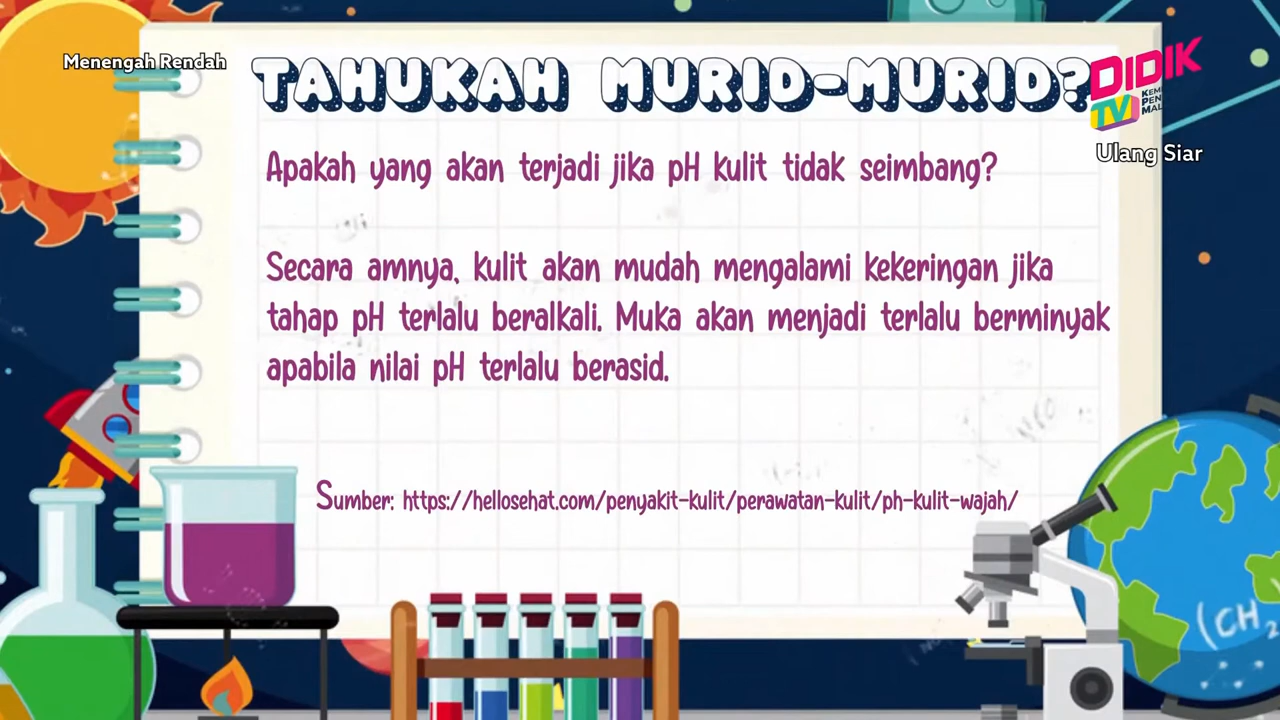 Menengah Rendah
TAHUKAH MURID-MURID?
DIDIK
TV
Ulang Siar
Apakah yang akan terjadi jika pH kulit tidak seimbang?
Secara amnya, kulit akan mudah mengalami kekeringan jika
tahap pH terlalu beralkali. Muka akan menjadi terlalu berminyak
apabila nilai pH terlalu berasid.
Sumber: https://hellosehat.com/penyakit-kulit/perawatan-kulit/ph-kulit-wajah/
(CH₂